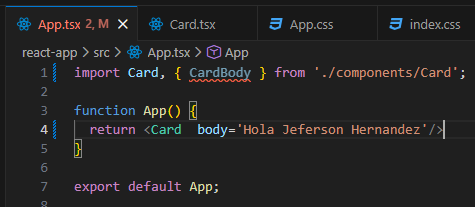 App.tsx 2, M Card.tsx App.css index.css
react-app > src > App.tsx > App
1 import Card, { CardBody } from './components/Card';
2
3 function App() {
4 return <Card  body='Hola Jeferson Hernandez'/>
5 }
6
7 export default App;
8